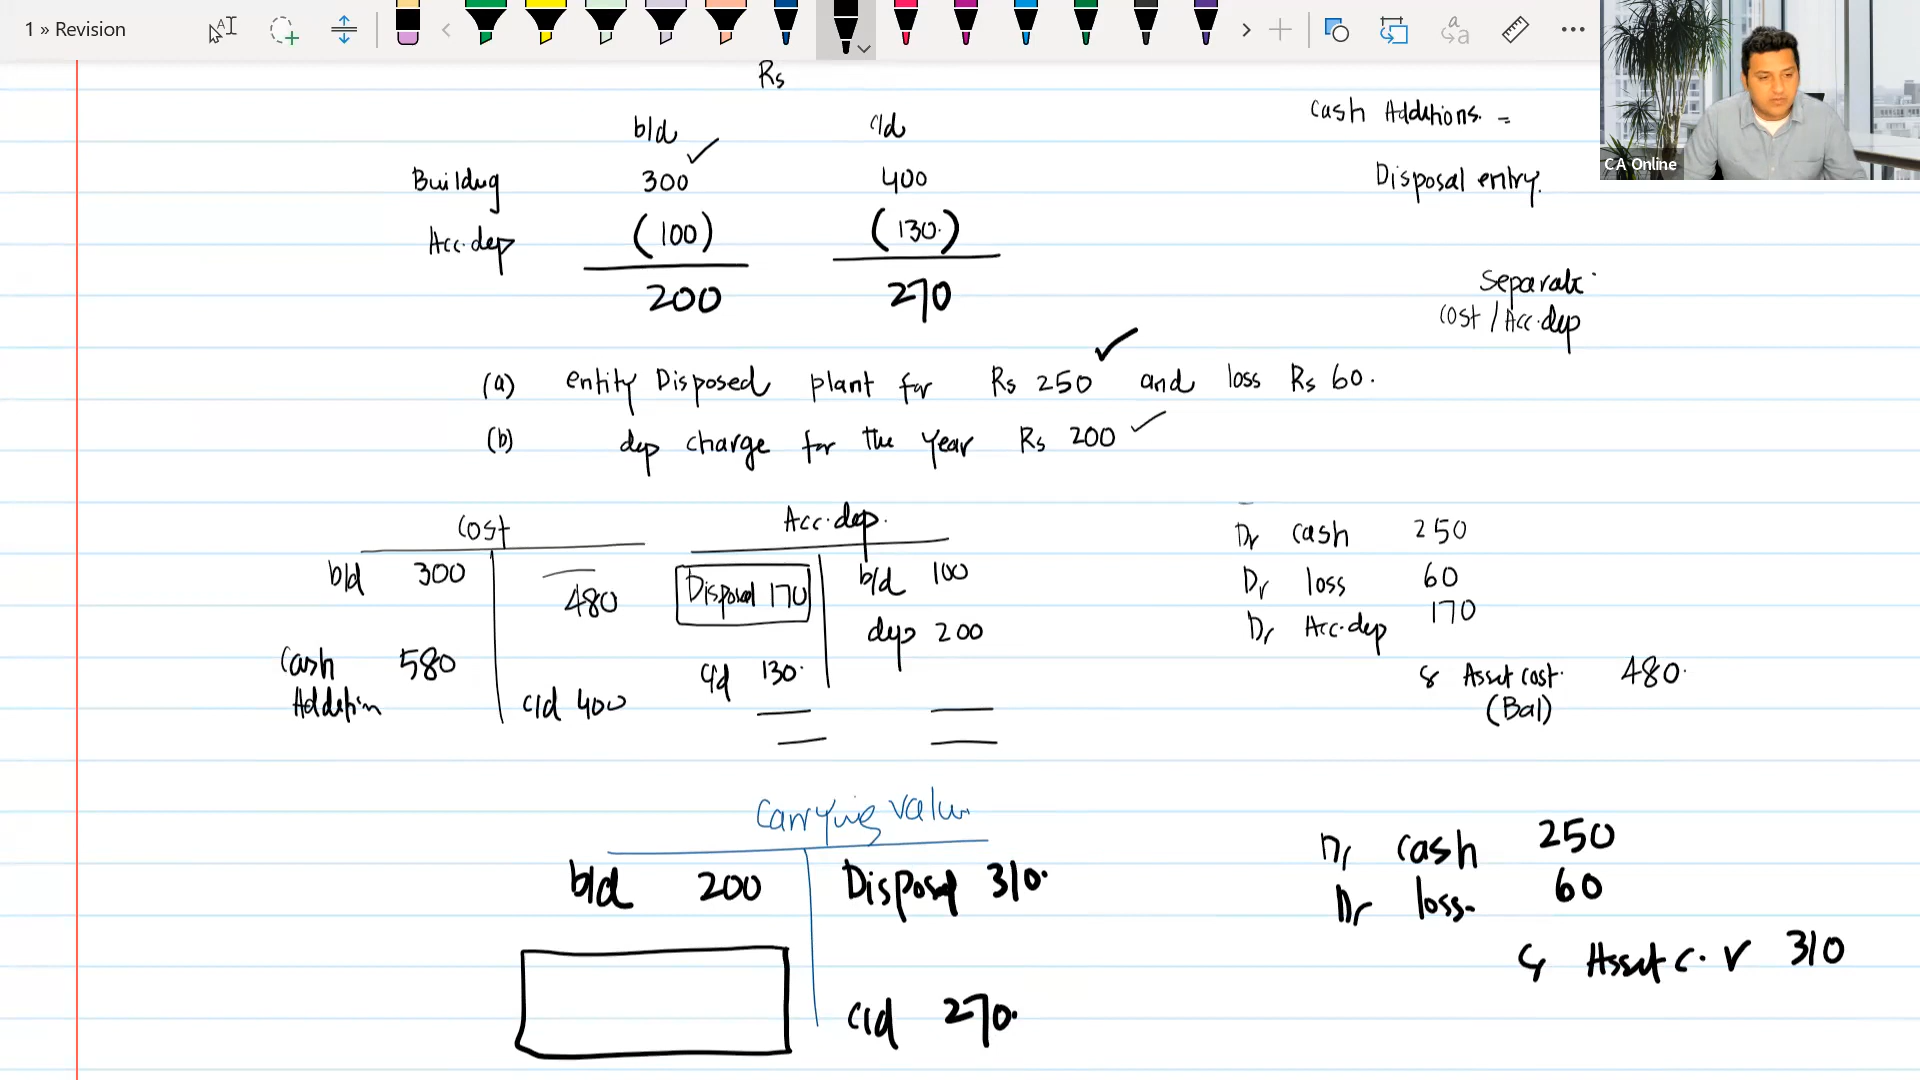 1 » Revision
C A Online
Rs
b/d c/d
Building 300 400
Acc.dep (100) (130.)
200 270
Cash Additions. =
Disposal entry.
Separate
Cost / Acc.dep
(a) entity Disposed plant for Rs 250 and loss Rs 60.
(b) dep charge for the year Rs 200
Cost
b/d 300 480
Cash 580
Addition c/d 400
Acc.dep.
Disposal 170 b/d 100
dep 200
c/d 130.
Dr cash 250
Dr loss 60
Dr Acc.dep 170
Cr Asset cost. 480.
(Bal)
Carrying value
b/d 200 Disposal 310.
c/d 270.
Dr cash 250
Dr loss. 60
Cr Asset C.V 310